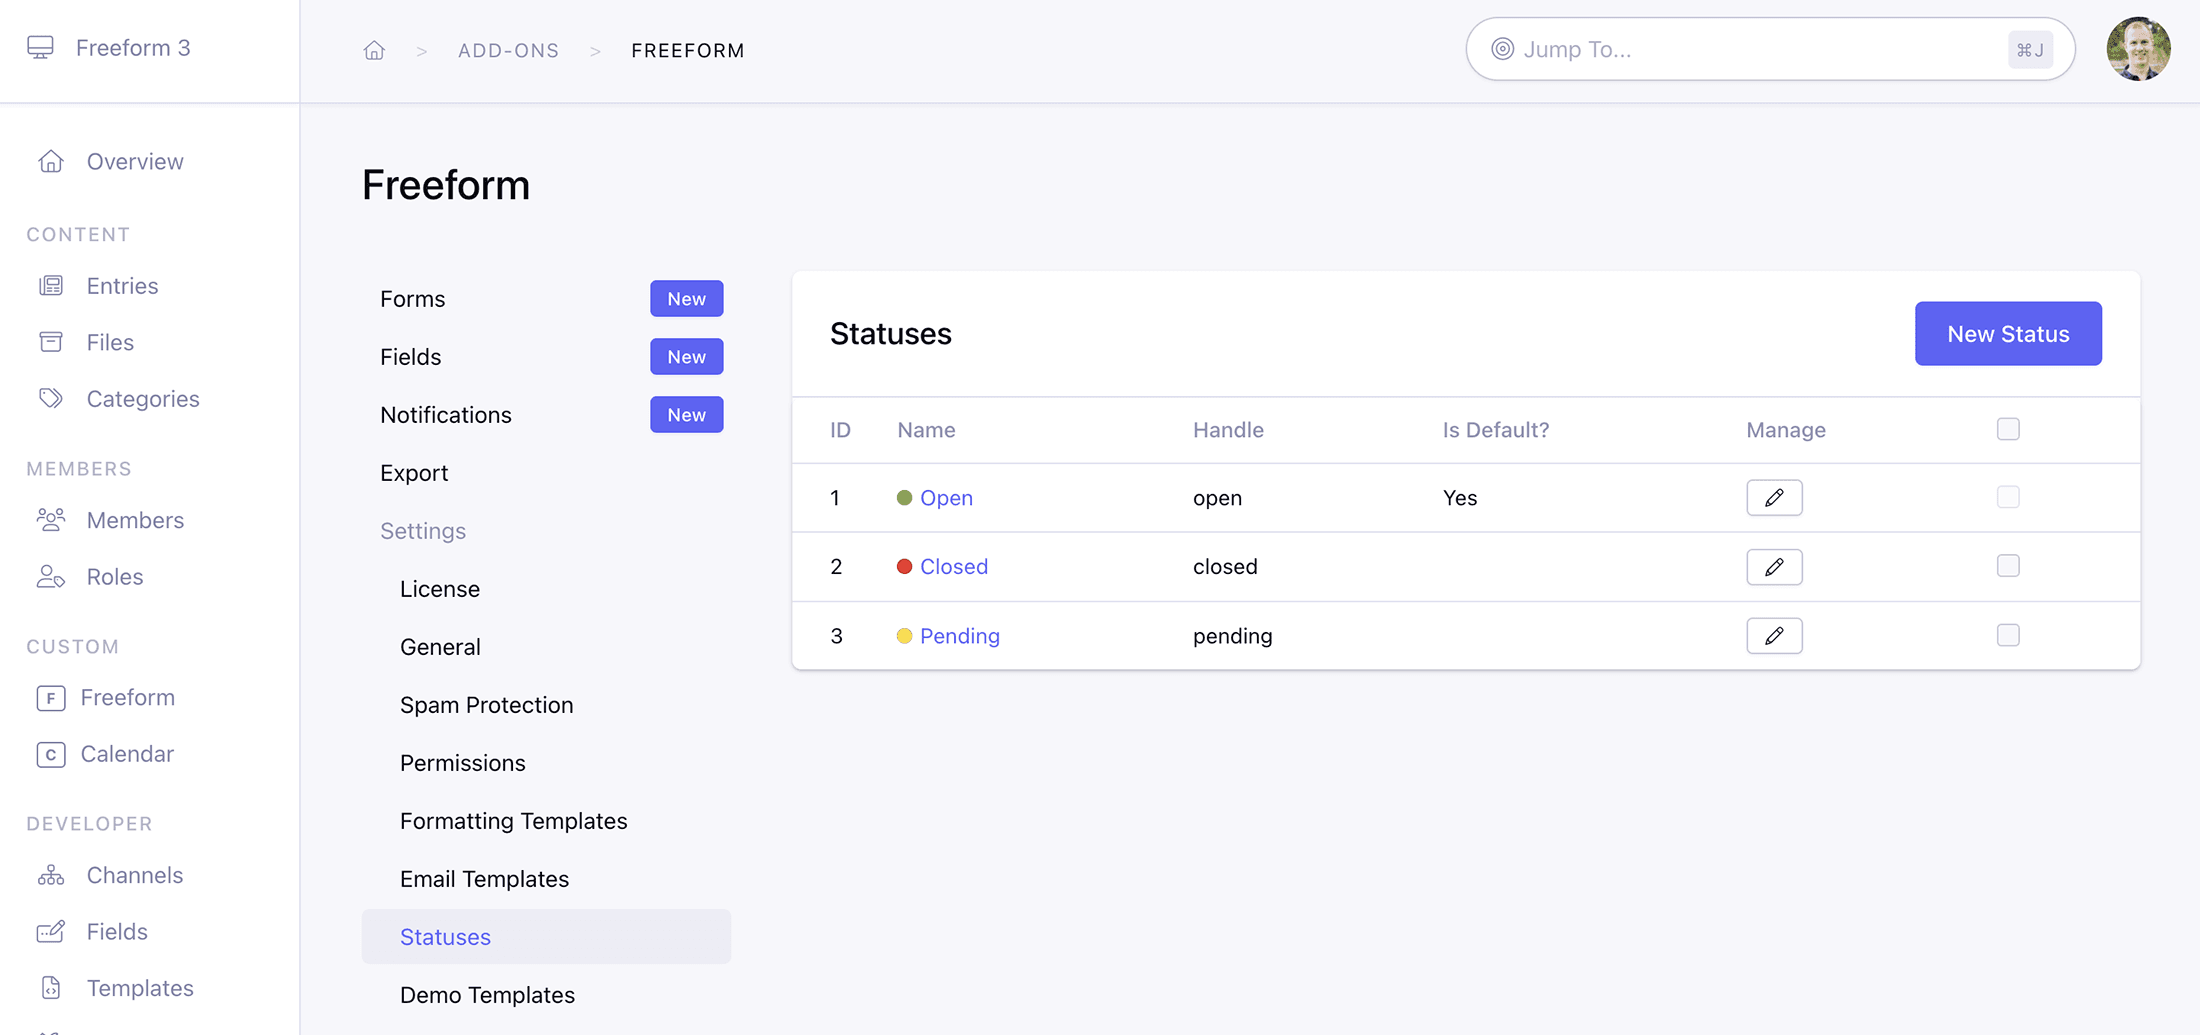 Freeform 3
> ADD-ONS > FREEFORM
Jump To...
⌘J
Overview
CONTENT
Entries
Files
Categories
MEMBERS
Members
Roles
CUSTOM
F Freeform
C Calendar
DEVELOPER
Channels
Fields
Templates
Freeform
Forms New
Fields New
Notifications New
Export
Settings
License
General
Spam Protection
Permissions
Formatting Templates
Email Templates
Statuses
Demo Templates
Statuses
New Status
ID Name Handle Is Default? Manage
1 Open open Yes
2 Closed closed
3 Pending pending